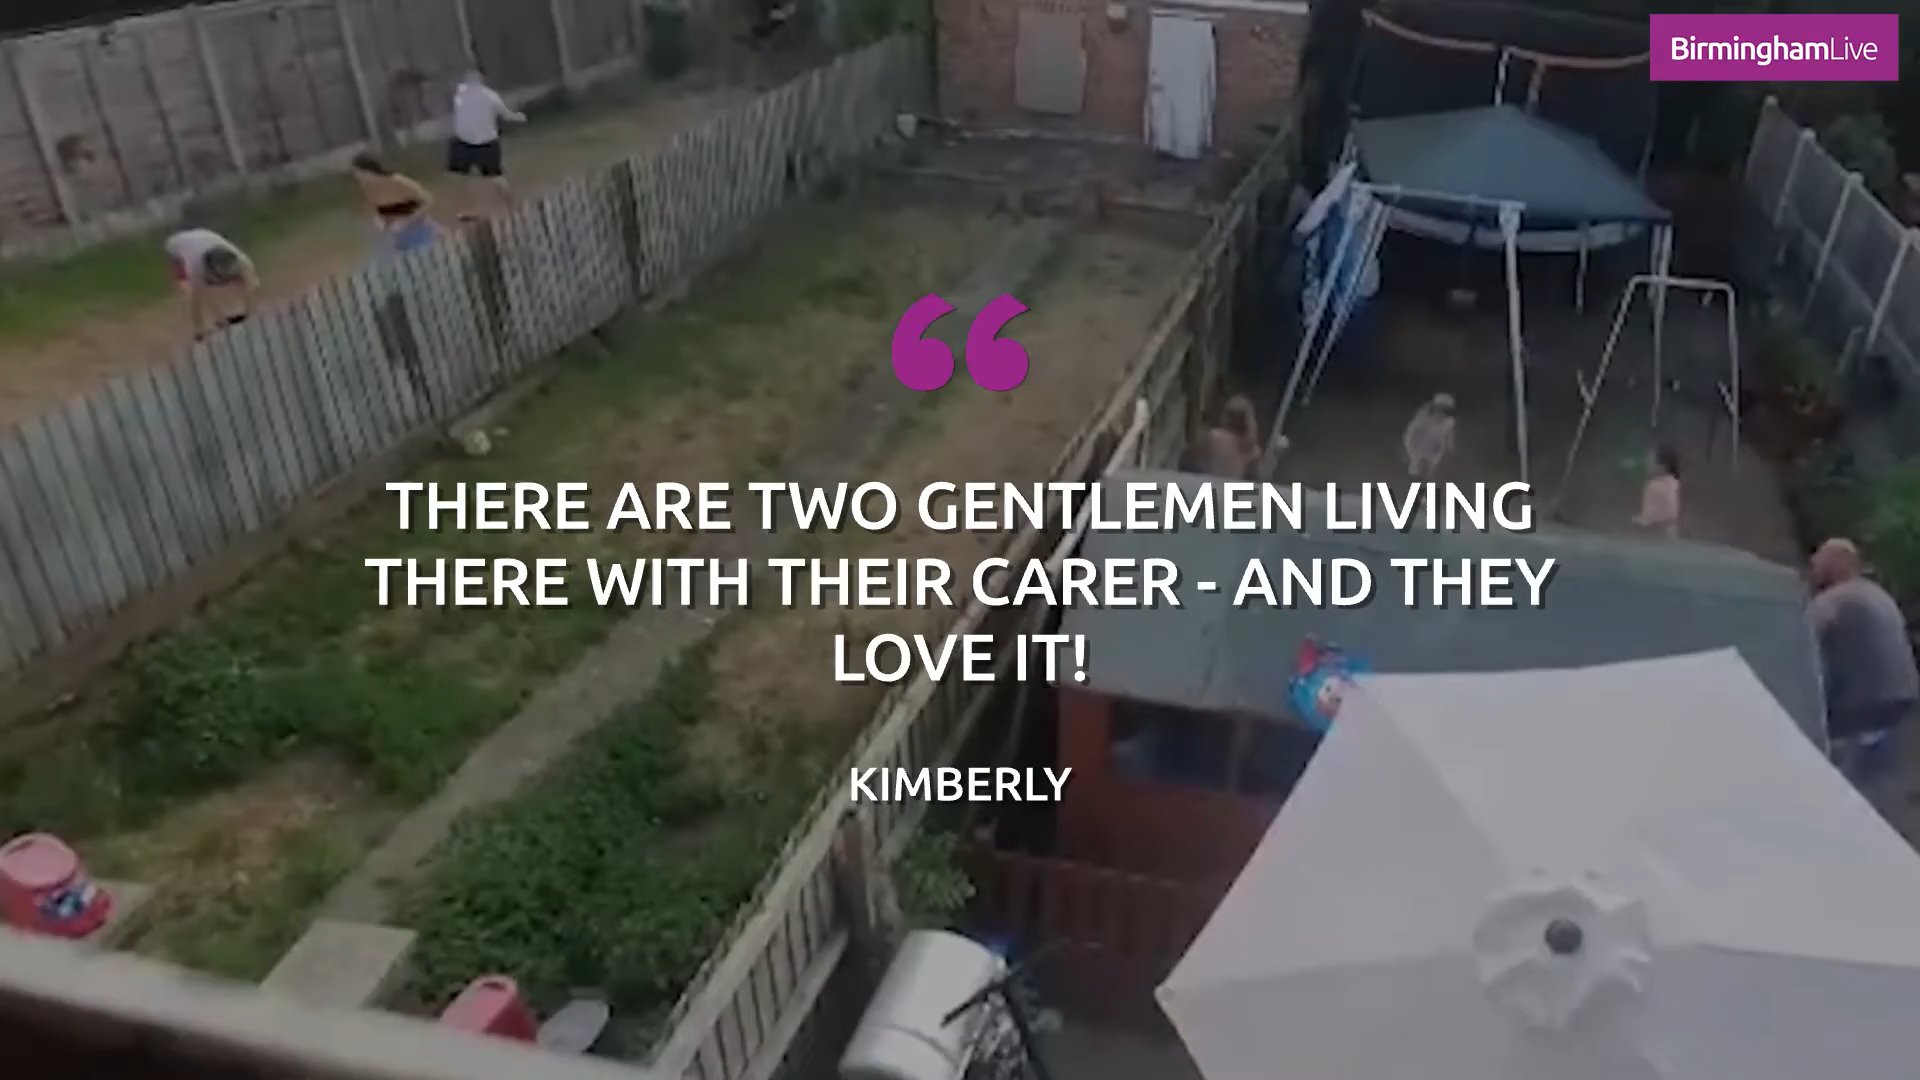 BirminghamLive
THERE ARE TWO GENTLEMEN LIVING
THERE WITH THEIR CARER - AND THEY
LOVE IT!
KIMBERLY